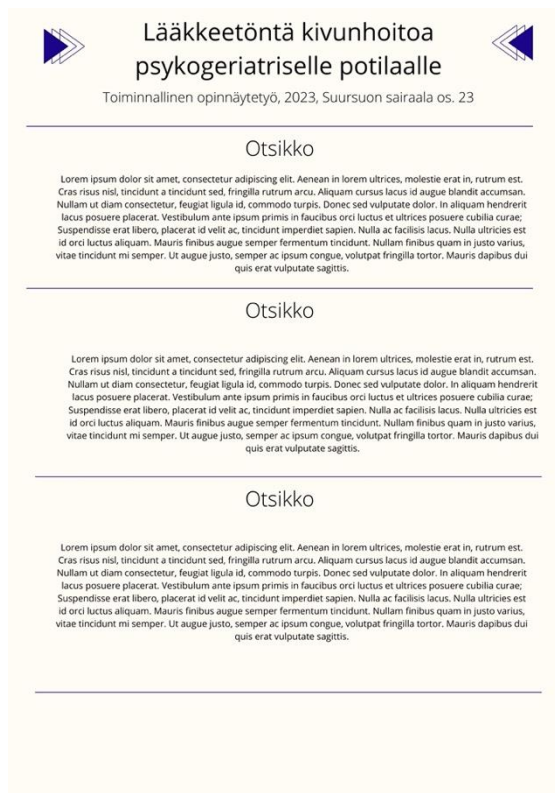 Lääkkeetöntä kivunhoitoa
psykogeriatriselle potilaalle
Toiminnallinen opinnäytetyö, 2023, Suursuon sairaala os. 23
Otsikko
Lorem ipsum dolor sit amet, consectetur adipiscing elit. Aenean in lorem ultrices, molestie erat in, rutrum est.
Cras risus nisl, tincidunt a tincidunt sed, fringilla rutrum arcu. Aliquam cursus lacus id augue blandit accumsan.
Nullam ut diam consectetur, feugiat ligula id, commodo turpis. Donec sed vulputate dolor. In aliquam hendrerit
lacus posuere placerat. Vestibulum ante ipsum primis in faucibus orci luctus et ultrices posuere cubilia curae;
Suspendisse erat libero, placerat id velit ac, tincidunt imperdiet sapien. Nulla ac facilisis lacus. Nulla ultricies est
id orci luctus aliquam. Mauris finibus augue semper fermentum tincidunt. Nullam finibus quam in justo varius,
vitae tincidunt mi semper. Ut augue justo, semper ac ipsum congue, volutpat fringilla tortor. Mauris dapibus dui
quis erat vulputate sagittis.
Otsikko
Lorem ipsum dolor sit amet, consectetur adipiscing elit. Aenean in lorem ultrices, molestie erat in, rutrum est.
Cras risus nisl, tincidunt a tincidunt sed, fringilla rutrum arcu. Aliquam cursus lacus id augue blandit accumsan.
Nullam ut diam consectetur, feugiat ligula id, commodo turpis. Donec sed vulputate dolor. In aliquam hendrerit
lacus posuere placerat. Vestibulum ante ipsum primis in faucibus orci luctus et ultrices posuere cubilia curae;
Suspendisse erat libero, placerat id velit ac, tincidunt imperdiet sapien. Nulla ac facilisis lacus. Nulla ultricies est
id orci luctus aliquam. Mauris finibus augue semper fermentum tincidunt. Nullam finibus quam in justo varius,
vitae tincidunt mi semper. Ut augue justo, semper ac ipsum congue, volutpat fringilla tortor. Mauris dapibus dui
quis erat vulputate sagittis.
Otsikko
Lorem ipsum dolor sit amet, consectetur adipiscing elit. Aenean in lorem ultrices, molestie erat in, rutrum est.
Cras risus nisl, tincidunt a tincidunt sed, fringilla rutrum arcu. Aliquam cursus lacus id augue blandit accumsan.
Nullam ut diam consectetur, feugiat ligula id, commodo turpis. Donec sed vulputate dolor. In aliquam hendrerit
lacus posuere placerat. Vestibulum ante ipsum primis in faucibus orci luctus et ultrices posuere cubilia curae;
Suspendisse erat libero, placerat id velit ac, tincidunt imperdiet sapien. Nulla ac facilisis lacus. Nulla ultricies est
id orci luctus aliquam. Mauris finibus augue semper fermentum tincidunt. Nullam finibus quam in justo varius,
vitae tincidunt mi semper. Ut augue justo, semper ac ipsum congue, volutpat fringilla tortor. Mauris dapibus dui
quis erat vulputate sagittis.